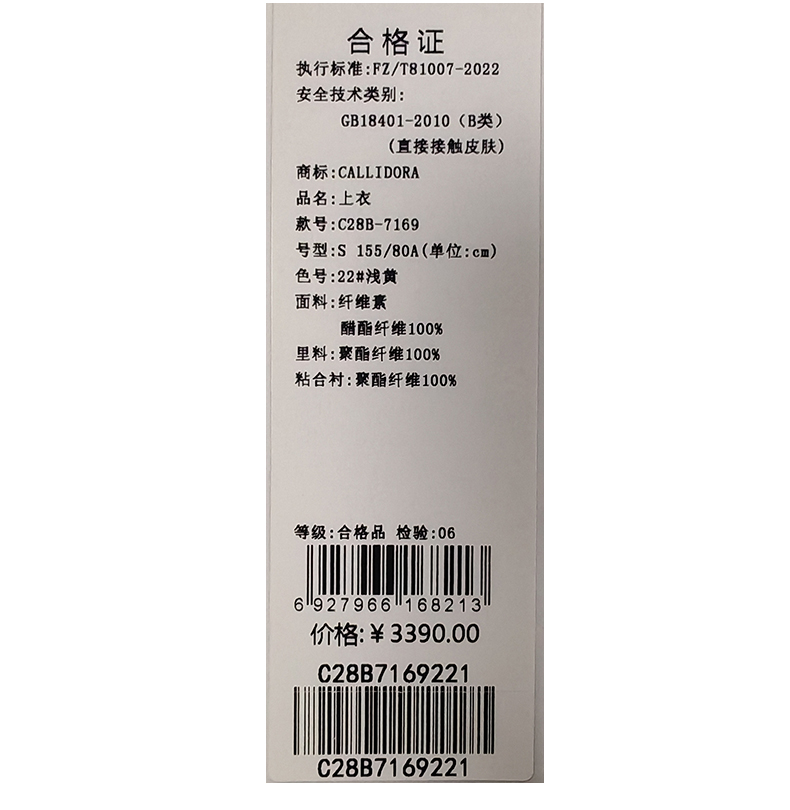 合格证
执行标准:FZ/T81007-2022
安全技术类别:
GB18401-2010（B类）
(直接接触皮肤)
商标:CALLIDORA
品名:上衣
款号:C28B-7169
号型:S 155/80A(单位:cm)
色号:22#浅黄
面料:纤维素
醋酯纤维100%
里料:聚酯纤维100%
粘合衬:聚酯纤维100%
等级:合格品 检验:06
6 927966 168213
价格:¥3390.00
C28B7169221
C28B7169221